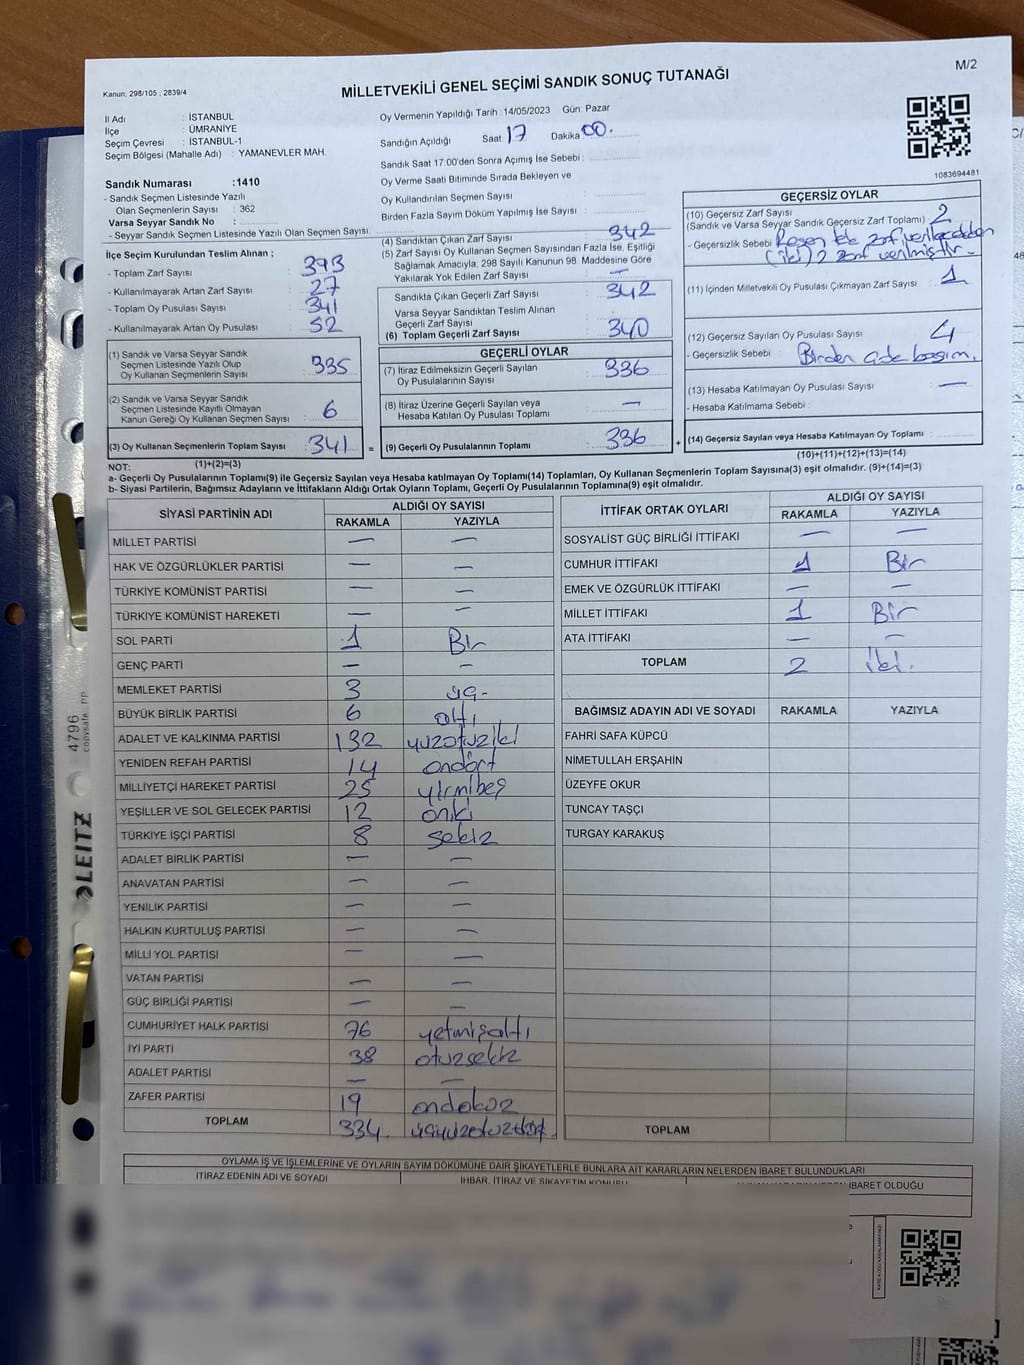 M/2
Kanun: 298/105 , 2839/4
MİLLETVEKİLİ GENEL SEÇİMİ SANDIK SONUÇ TUTANAĞI
İl Adı : İSTANBUL
İlçe : ÜMRANİYE
Seçim Çevresi : İSTANBUL-1
Seçim Bölgesi (Mahalle Adı) : YAMANEVLER MAH.
Sandık Numarası :1410
- Sandık Seçmen Listesinde Yazılı
Olan Seçmenlerin Sayısı : 362
Varsa Seyyar Sandık No :
- Seyyar Sandık Seçmen Listesinde Yazılı Olan Seçmen Sayısı:
Oy Vermenin Yapıldığı Tarih : 14/05/2023 Gün: Pazar
Sandığın Açıldığı Saat: 17 Dakika 00.
Sandık Saat 17:00'den Sonra Açımış İse Sebebi :
Oy Verme Saati Bitiminde Sırada Bekleyen ve
Oy Kullandırılan Seçmen Sayısı :
Birden Fazla Sayım Döküm Yapılmış İse Sayısı :
1083694481
İlçe Seçim Kurulundan Teslim Alınan ;
- Toplam Zarf Sayısı : 393
- Kullanılmayarak Artan Zarf Sayısı : 27
- Toplam Oy Pusulası : 341
- Kullanılmayarak Artan Oy Pusulası : 52
(1) Sandık ve Varsa Seyyar Sandık
Seçmen Listesinde Yazılı Olup
Oy Kullanan Seçmenlerin Sayısı : 335
(2) Sandık ve Varsa Seyyar Sandık
Seçmen Listesinde Kayıtlı Olmayan
Kanun Gereği Oy Kullanan Seçmen Sayısı : 6
(3) Oy Kullanan Seçmenlerin Toplam Sayısı : 341 =
(1)+(2)=(3)
(4) Sandıktan Çıkan Zarf Sayısı : 342
(5) Zarf Sayısı Oy Kullanan Seçmen Sayısından Fazla İse, Eşitliği
Sağlamak Amacıyla; 298 Sayılı Kanunun 98. Maddesine Göre
Yakılarak Yok Edilen Zarf Sayısı : —
Sandıkta Çıkan Geçerli Zarf Sayısı : 342
Varsa Seyyar Sandıktan Teslim Alınan
Geçerli Zarf Sayısı :
(6) Toplam Geçerli Zarf Sayısı : 340
GEÇERLİ OYLAR
(7) İtiraz Edilmeksizin Geçerli Sayılan
Oy Pusulalarının Sayısı : 336
(8) İtiraz Üzerine Geçerli Sayılan veya
Hesaba Katılan Oy Pusulası Toplamı : —
(9) Geçerli Oy Pusulalarının Toplamı : 336 +
GEÇERSİZ OYLAR
(10) Geçersiz Zarf Sayısı
(Sandık ve Varsa Seyyar Sandık Geçersiz Zarf Toplamı) : 2
- Geçersizlik Sebebi
(iki) 2 zarf verilmiştir.
(11) İçinden Milletvekili Oy Pusulası Çıkmayan Zarf Sayısı : 1
(12) Geçersiz Sayılan Oy Pusulası Sayısı : 4
- Geçersizlik Sebebi : Birden
(13) Hesaba Katılmayan Oy Pusulası Sayısı : —
- Hesaba Katılmama Sebebi :
(14) Geçersiz Sayılan veya Hesaba Katılmayan Oy Toplamı :
(10)+(11)+(12)+(13)=(14)
NOT:
a- Geçerli Oy Pusulalarının Toplamı(9) ile Geçersiz Sayılan veya Hesaba katılmayan Oy Toplamı(14) Toplamları, Oy Kullanan Seçmenlerin Toplam Sayısına(3) eşit olmalıdır. (9)+(14)=(3)
b- Siyasi Partilerin, Bağımsız Adayların ve İttifakların Aldığı Ortak Oyların Toplamı, Geçerli Oy Pusulalarının Toplamına(9) eşit olmalıdır.
SİYASİ PARTİNİN ADI ALDIĞI OY SAYISI
RAKAMLA YAZIYLA
MİLLET PARTİSİ — —
HAK VE ÖZGÜRLÜKLER PARTİSİ — —
TÜRKİYE KOMÜNİST PARTİSİ — —
TÜRKİYE KOMÜNİST HAREKETİ — —
SOL PARTİ 1 Bir
GENÇ PARTİ — —
MEMLEKET PARTİSİ 3 üç-
BÜYÜK BİRLİK PARTİSİ 6 altı
ADALET VE KALKINMA PARTİSİ 132 yüzotuziki
YENİDEN REFAH PARTİSİ 14 ondört
MİLLİYETÇİ HAREKET PARTİSİ 25 yirmibeş
YEŞİLLER VE SOL GELECEK PARTİSİ 12 oniki
TÜRKİYE İŞÇİ PARTİSİ 8 sekiz
ADALET BİRLİK PARTİSİ — —
ANAVATAN PARTİSİ — —
YENİLİK PARTİSİ — —
HALKIN KURTULUŞ PARTİSİ — —
MİLLİ YOL PARTİSİ — —
VATAN PARTİSİ — —
GÜÇ BİRLİĞİ PARTİSİ — —
CUMHURİYET HALK PARTİSİ 76 yetmişaltı
İYİ PARTİ 38 otuzsekiz
ADALET PARTİSİ — —
ZAFER PARTİSİ 19 ondokuz
TOPLAM 334. üçyüzotuzdört.
İTTİFAK ORTAK OYLARI ALDIĞI OY SAYISI
RAKAMLA YAZIYLA
SOSYALİST GÜÇ BİRLİĞİ İTTİFAKI — —
CUMHUR İTTİFAKI 1 Bir
EMEK VE ÖZGÜRLÜK İTTİFAKI — —
MİLLET İTTİFAKI 1 Bir
ATA İTTİFAKI — —
TOPLAM 2 iki.
BAĞIMSIZ ADAYIN ADI VE SOYADI RAKAMLA YAZIYLA
FAHRİ SAFA KÜPCÜ
NİMETULLAH ERŞAHİN
ÜZEYFE OKUR
TUNCAY TAŞÇI
TURGAY KARAKUŞ
TOPLAM
OYLAMA İŞ VE İŞLEMLERİNE VE OYLARIN SAYIM DÖKÜMÜNE DAİR ŞİKAYETLERLE BUNLARA AİT KARARLARIN NELERDEN İBARET BULUNDUKLARI
İTİRAZ EDENİN ADI VE SOYADI İHBAR, İTİRAZ VE ŞİKAYETİN KONUSU İBARET OLDUĞU
4796
copysafe
LEITZ